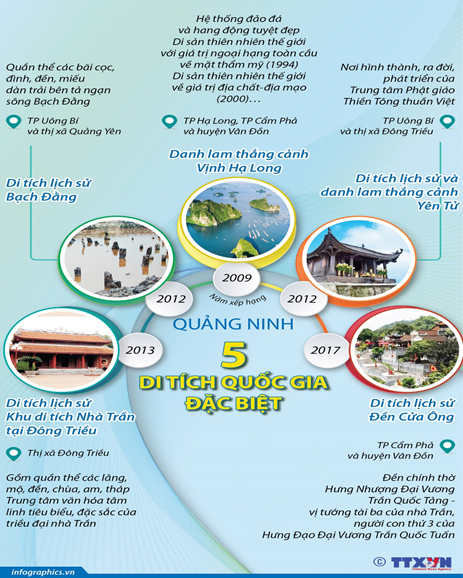 Hệ thống đảo đá
và hang động tuyệt đẹp
Di sản thiên nhiên thế giới
với giá trị ngoại hạng toàn cầu
về mặt thẩm mỹ (1994)
Di sản thiên nhiên thế giới
về giá trị địa chất-địa mạo
(2000)...
TP Hạ Long, TP Cẩm Phả
và huyện Vân Đồn
Danh lam thắng cảnh
Vịnh Hạ Long
Quần thể các bãi cọc,
đình, đền, miếu
dàn trải bên tả ngạn
sông Bạch Đằng
TP Uông Bí
và thị xã Quảng Yên
Di tích lịch sử
Bạch Đằng
Nơi hình thành, ra đời,
phát triển của
Trung tâm Phật giáo
Thiền Tông thuần Việt
TP Uông Bí
và thị xã Đông Triều
Di tích lịch sử và
danh lam thắng cảnh
Yên Tử
2009
2012
Năm xếp hạng
2012
2013
2017
QUẢNG NINH
5
DI TÍCH QUỐC GIA
ĐẶC BIỆT
Di tích lịch sử
Khu di tích Nhà Trần
tại Đông Triều
Thị xã Đông Triều
Gồm quần thể các lăng,
mộ, đền, chùa, am, tháp
Trung tâm văn hóa tâm
linh tiêu biểu, đặc sắc của
triều đại nhà Trần
Di tích lịch sử
Đền Cửa Ông
TP Cẩm Phả
và huyện Vân Đồn
Đền chính thờ
Hưng Nhượng Đại Vương
Trần Quốc Tảng -
vị tướng tài ba của nhà Trần,
người con thứ 3 của
Hưng Đạo Đại Vương Trần Quốc Tuấn
© TTXVN
infographics.vn